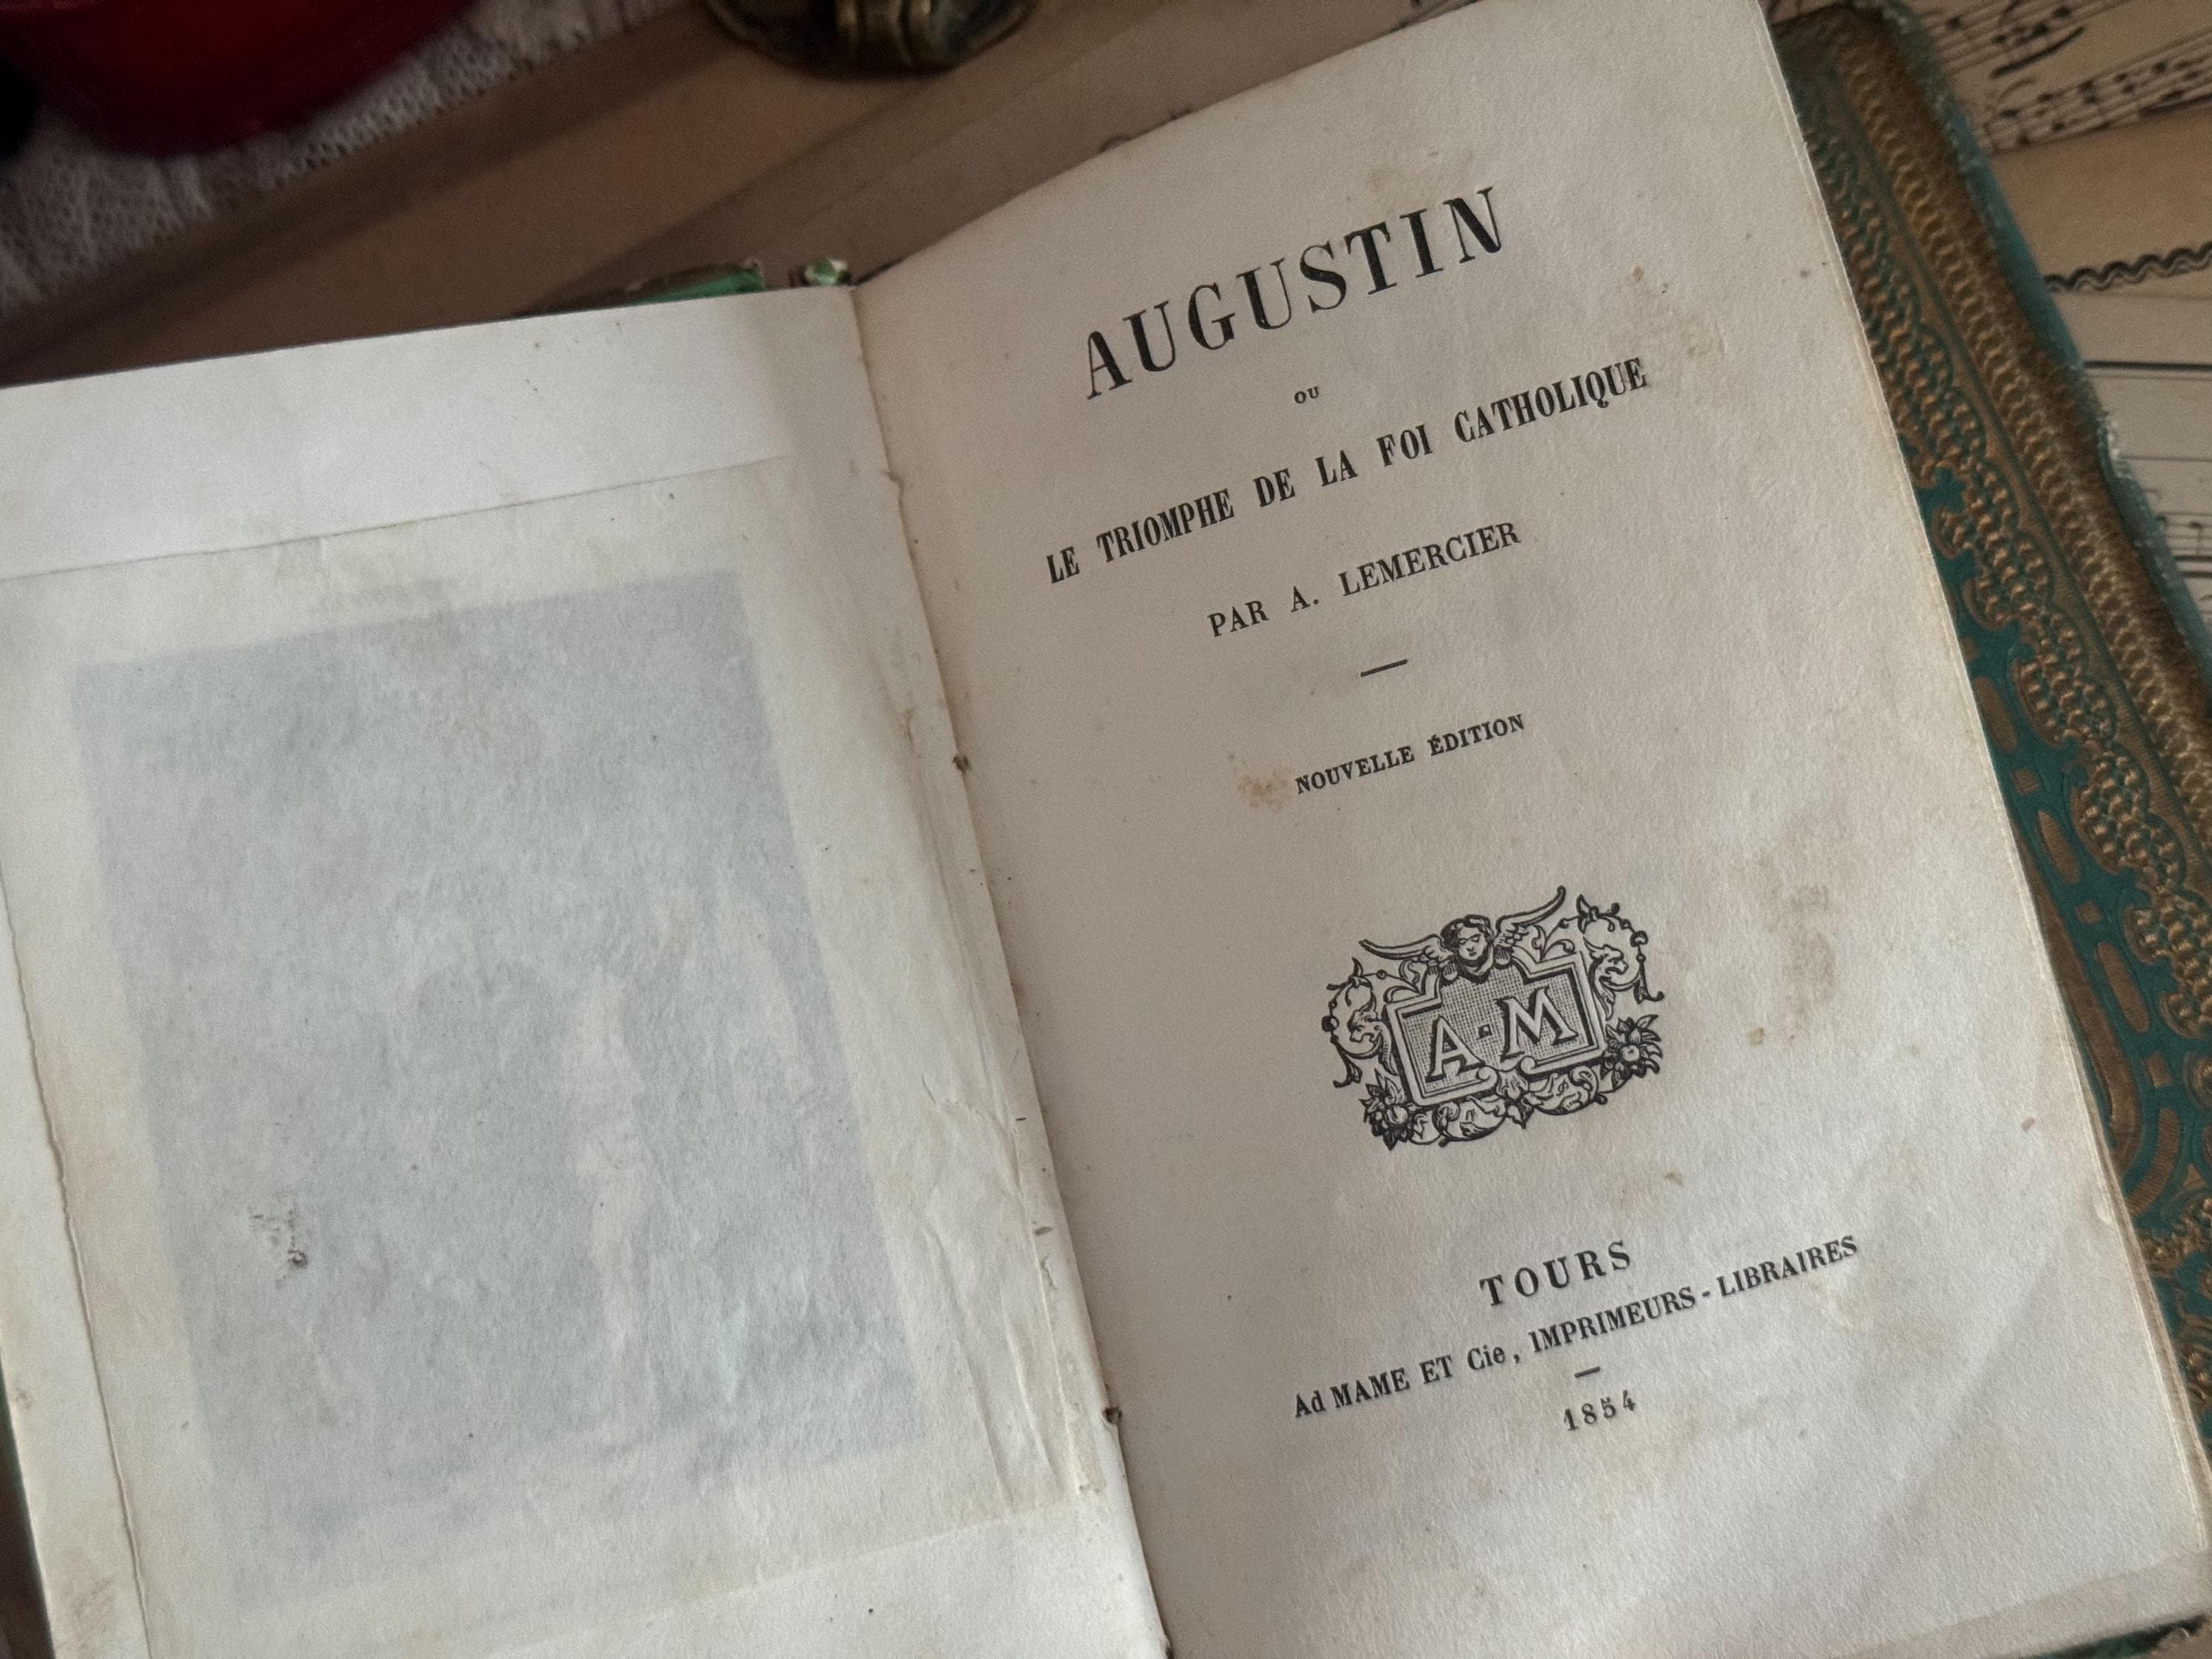 AUGUSTIN
OU
LE TRIOMPHE DE LA FOI CATHOLIQUE
PAR A. LEMERCIER
NOUVELLE ÉDITION
A·M
TOURS
Ad MAME ET Cie, IMPRIMEURS-LIBRAIRES
1854